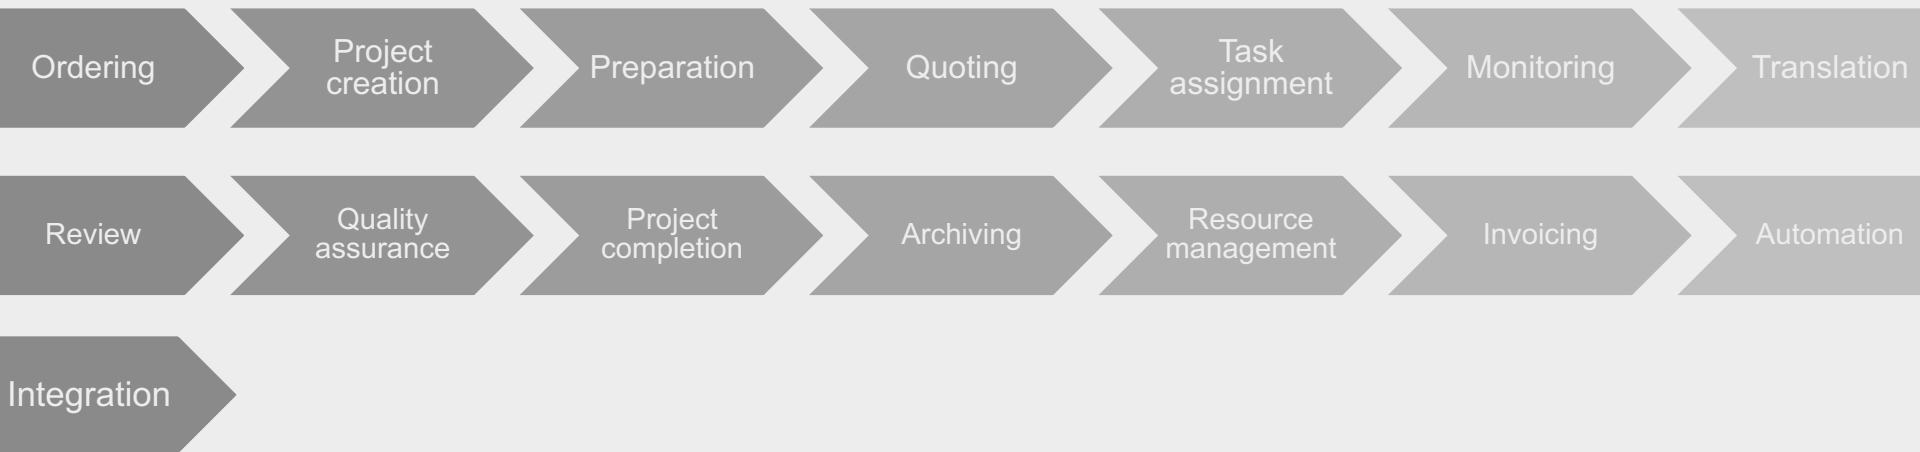 Ordering
Project
creation
Preparation
Quoting
Task
assignment
Monitoring
Translation
Review
Quality
assurance
Project
completion
Archiving
Resource
management
Invoicing
Automation
Integration